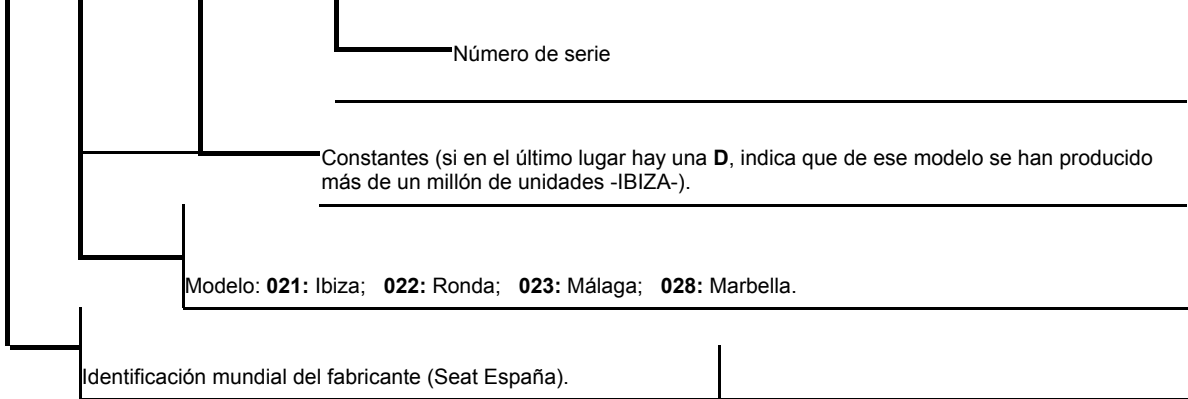 Número de serie
Constantes (si en el último lugar hay una D, indica que de ese modelo se han producido
más de un millón de unidades -IBIZA-).
Modelo: 021: Ibiza; 022: Ronda; 023: Málaga; 028: Marbella.
Identificación mundial del fabricante (Seat España).